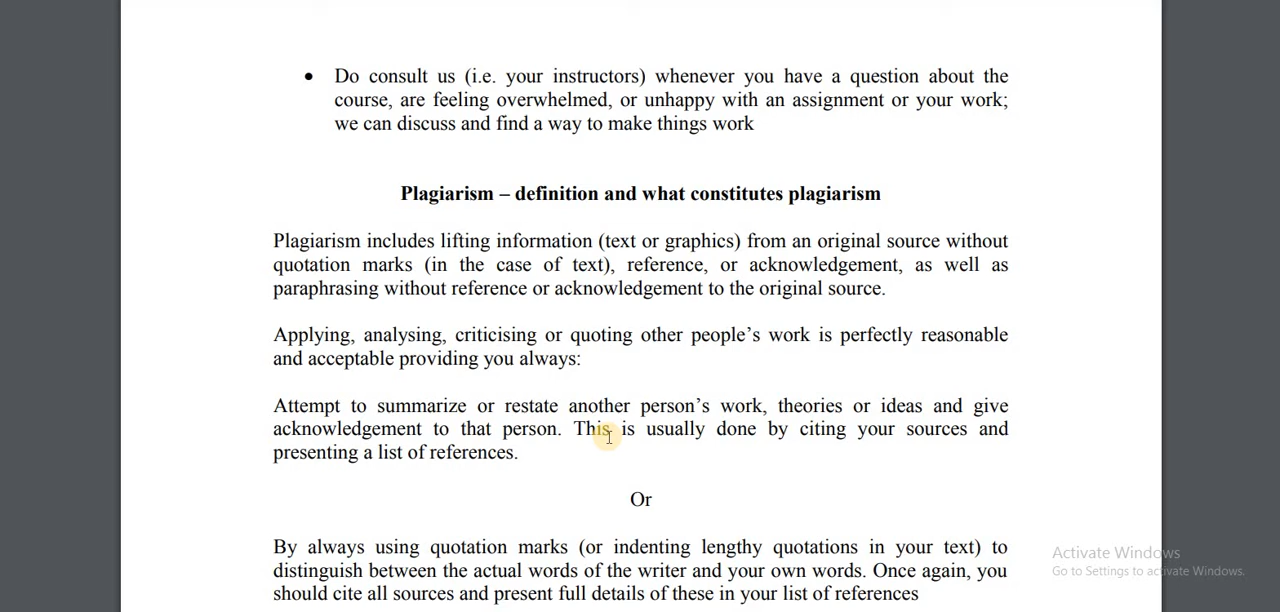 • Do consult us (i.e. your instructors) whenever you have a question about the
course, are feeling overwhelmed, or unhappy with an assignment or your work;
we can discuss and find a way to make things work
Plagiarism – definition and what constitutes plagiarism
Plagiarism includes lifting information (text or graphics) from an original source without
quotation marks (in the case of text), reference, or acknowledgement, as well as
paraphrasing without reference or acknowledgement to the original source.
Applying, analysing, criticising or quoting other people’s work is perfectly reasonable
and acceptable providing you always:
Attempt to summarize or restate another person’s work, theories or ideas and give
acknowledgement to that person. This is usually done by citing your sources and
presenting a list of references.
Or
By always using quotation marks (or indenting lengthy quotations in your text) to
distinguish between the actual words of the writer and your own words. Once again, you
should cite all sources and present full details of these in your list of references
Activate Windows
Go to Settings to activate Windows.